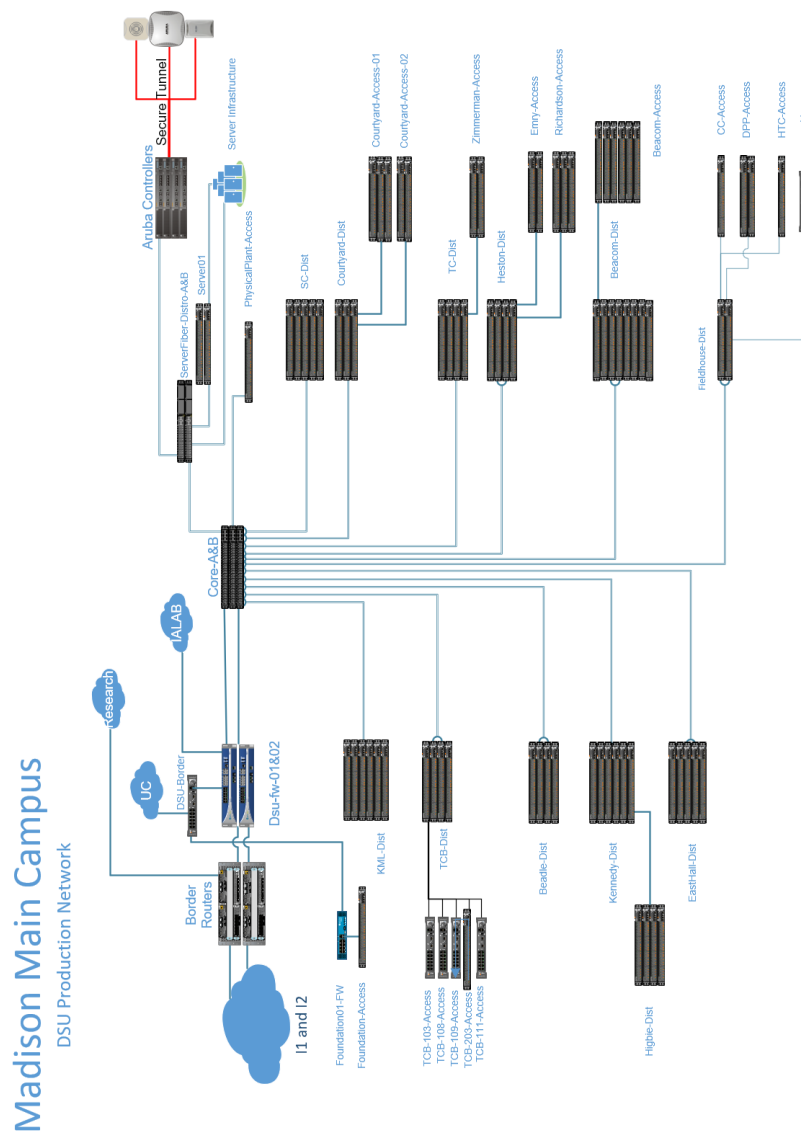 Madison Main Campus
DSU Production Network
I1 and I2
Border
Routers
Research
UC
DSU-Border
IALAB
Dsu-fw-01&02
Foundation01-FW
Foundation-Access
Core-A&B
ServerFiber-Distro-A&B
Server01
Aruba Controllers
Secure Tunnel
Server Infrastructure
PhysicalPlant-Access
SC-Dist
Courtyard-Dist
Courtyard-Access-01
Courtyard-Access-02
TC-Dist
Zimmerman-Access
Heston-Dist
Emry-Access
Richardson-Access
Beacom-Dist
Beacom-Access
Fieldhouse-Dist
CC-Access
DPP-Access
HTC-Access
KML-Dist
TCB-Dist
TCB-103-Access
TCB-108-Access
TCB-109-Access
TCB-203-Access
TCB-111-Access
Beadle-Dist
Kennedy-Dist
Higbie-Dist
EastHall-Dist